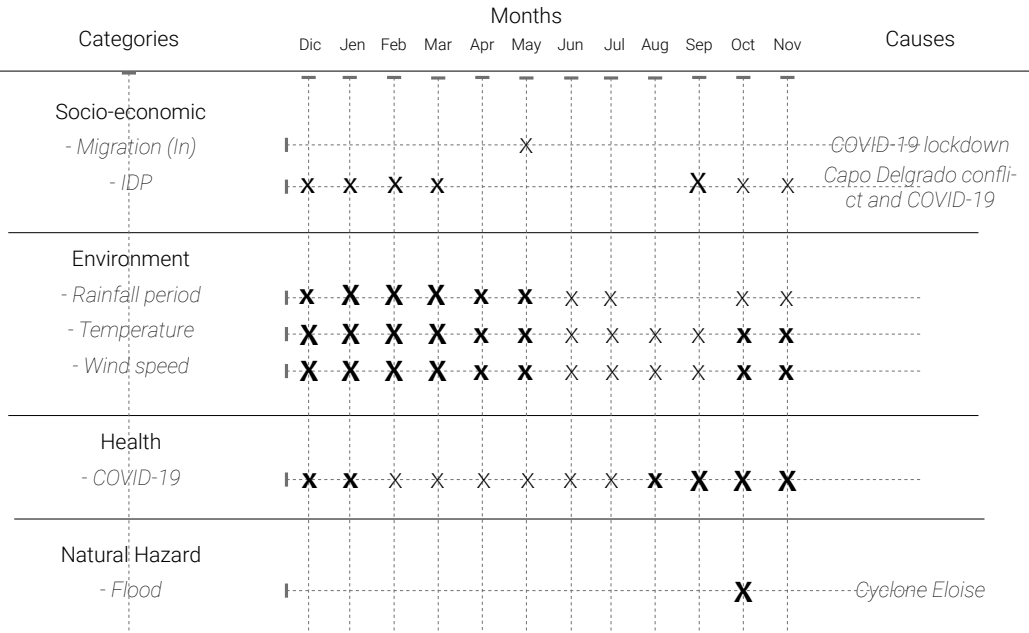 Months
Categories
Dic Jen Feb Mar Apr May Jun Jul Aug Sep Oct Nov
Causes
Socio-economic
- Migration (In) X COVID-19 lockdown
- IDP x x x x X x x Capo Delgrado confli-
ct and COVID-19
Environment
- Rainfall period x X X X x x x x x x
- Temperature X X X X x x x x x x x x
- Wind speed X X X X x x x x x x x x
Health
- COVID-19 x x x x x x x x x X X X
Natural Hazard
- Flood X Cyclone Eloise